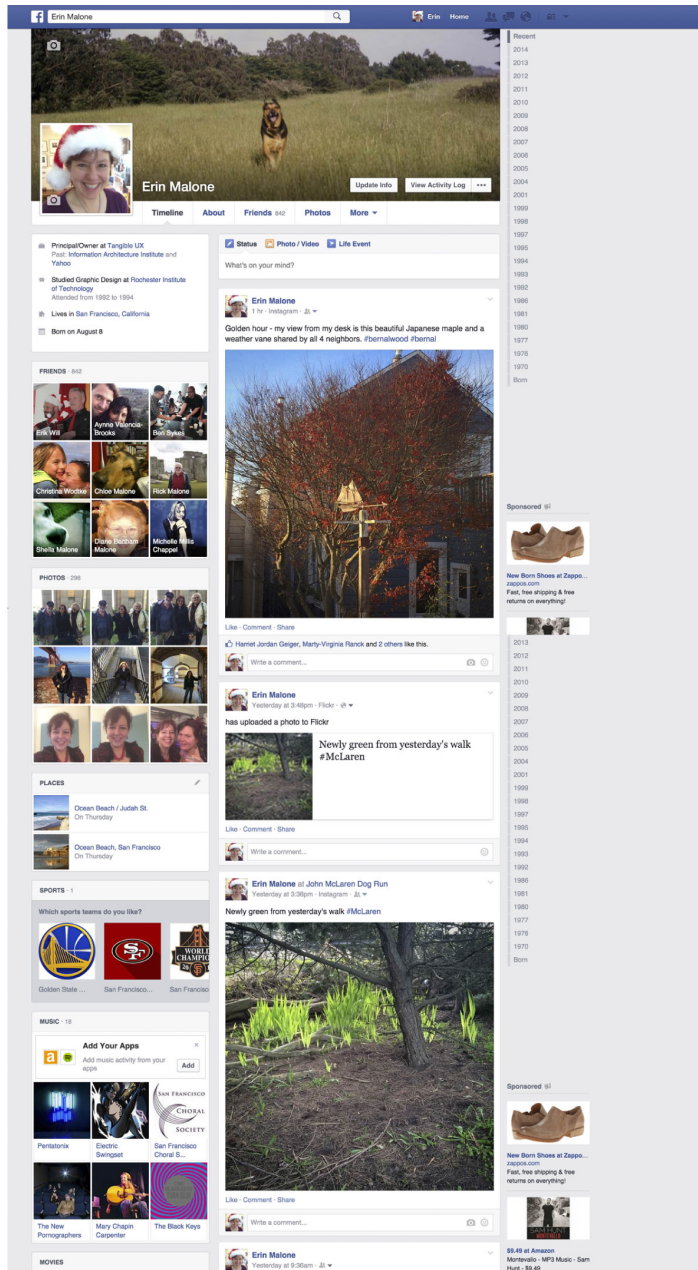 Erin Malone
Erin Home
Erin Malone
Update Info View Activity Log
Timeline About Friends 842 Photos More
Principal/Owner at Tangible UX
Past: Information Architecture Institute and
Yahoo
Studied Graphic Design at Rochester Institute
of Technology
Attended from 1992 to 1994
Lives in San Francisco, California
Born on August 8
FRIENDS · 842
Erik Will
Aynne Valencia-
Brooks
Ben Sykes
Christina Wodtke
Chloe Malone
Rick Malone
Sheila Malone
Diane Bertham
Malone
Michelle Millis
Chappel
PHOTOS · 296
PLACES
Ocean Beach / Judah St.
On Thursday
Ocean Beach, San Francisco
On Thursday
SPORTS · 1
Which sports teams do you like?
WORLD
CHAMPIO
Golden State ...
San Francisco...
San Francisco
MUSIC · 16
Add Your Apps
Add music activity from your
apps
Add
SAN FRANCISCO
CHORAL
SOCIETY
Pentatonix
Electric
Swingset
San Francisco
Choral S...
The New
Pornographers
Mary Chapin
Carpenter
The Black Keys
MOVIES
Status Photo / Video Life Event
What's on your mind?
Erin Malone
1 hr · Instagram ·
Golden hour - my view from my desk is this beautiful Japanese maple and a
weather vane shared by all 4 neighbors. #bernalwood #bernal
Like · Comment · Share
Harriet Jordan Geiger, Marty-Virginia Ranck and 2 others like this.
Write a comment...
Erin Malone
Yesterday at 3:48pm · Flickr ·
has uploaded a photo to Flickr
Newly green from yesterday's walk
#McLaren
Like · Comment · Share
Write a comment...
Erin Malone at John McLaren Dog Run
Yesterday at 3:38pm · Instagram ·
Newly green from yesterday's walk #McLaren
Like · Comment · Share
Write a comment...
Erin Malone
Yesterday at 9:36am ·
Recent
2014
2013
2012
2011
2010
2009
2008
2007
2006
2005
2004
2001
1999
1998
1997
1995
1994
1993
1992
1986
1981
1980
1977
1976
1970
Born
Sponsored
New Born Shoes at Zappo...
zappos.com
Fast, free shipping & free
returns on everything!
2013
2012
2011
2010
2009
2008
2007
2006
2005
2004
2001
1999
1998
1997
1995
1994
1993
1992
1986
1981
1980
1977
1976
1970
Born
Sponsored
New Born Shoes at Zappo...
zappos.com
Fast, free shipping & free
returns on everything!
SAM HUNT
MONTEVALLO
$9.49 at Amazon
Montevallo - MP3 Music - Sam
Hunt - $9.49